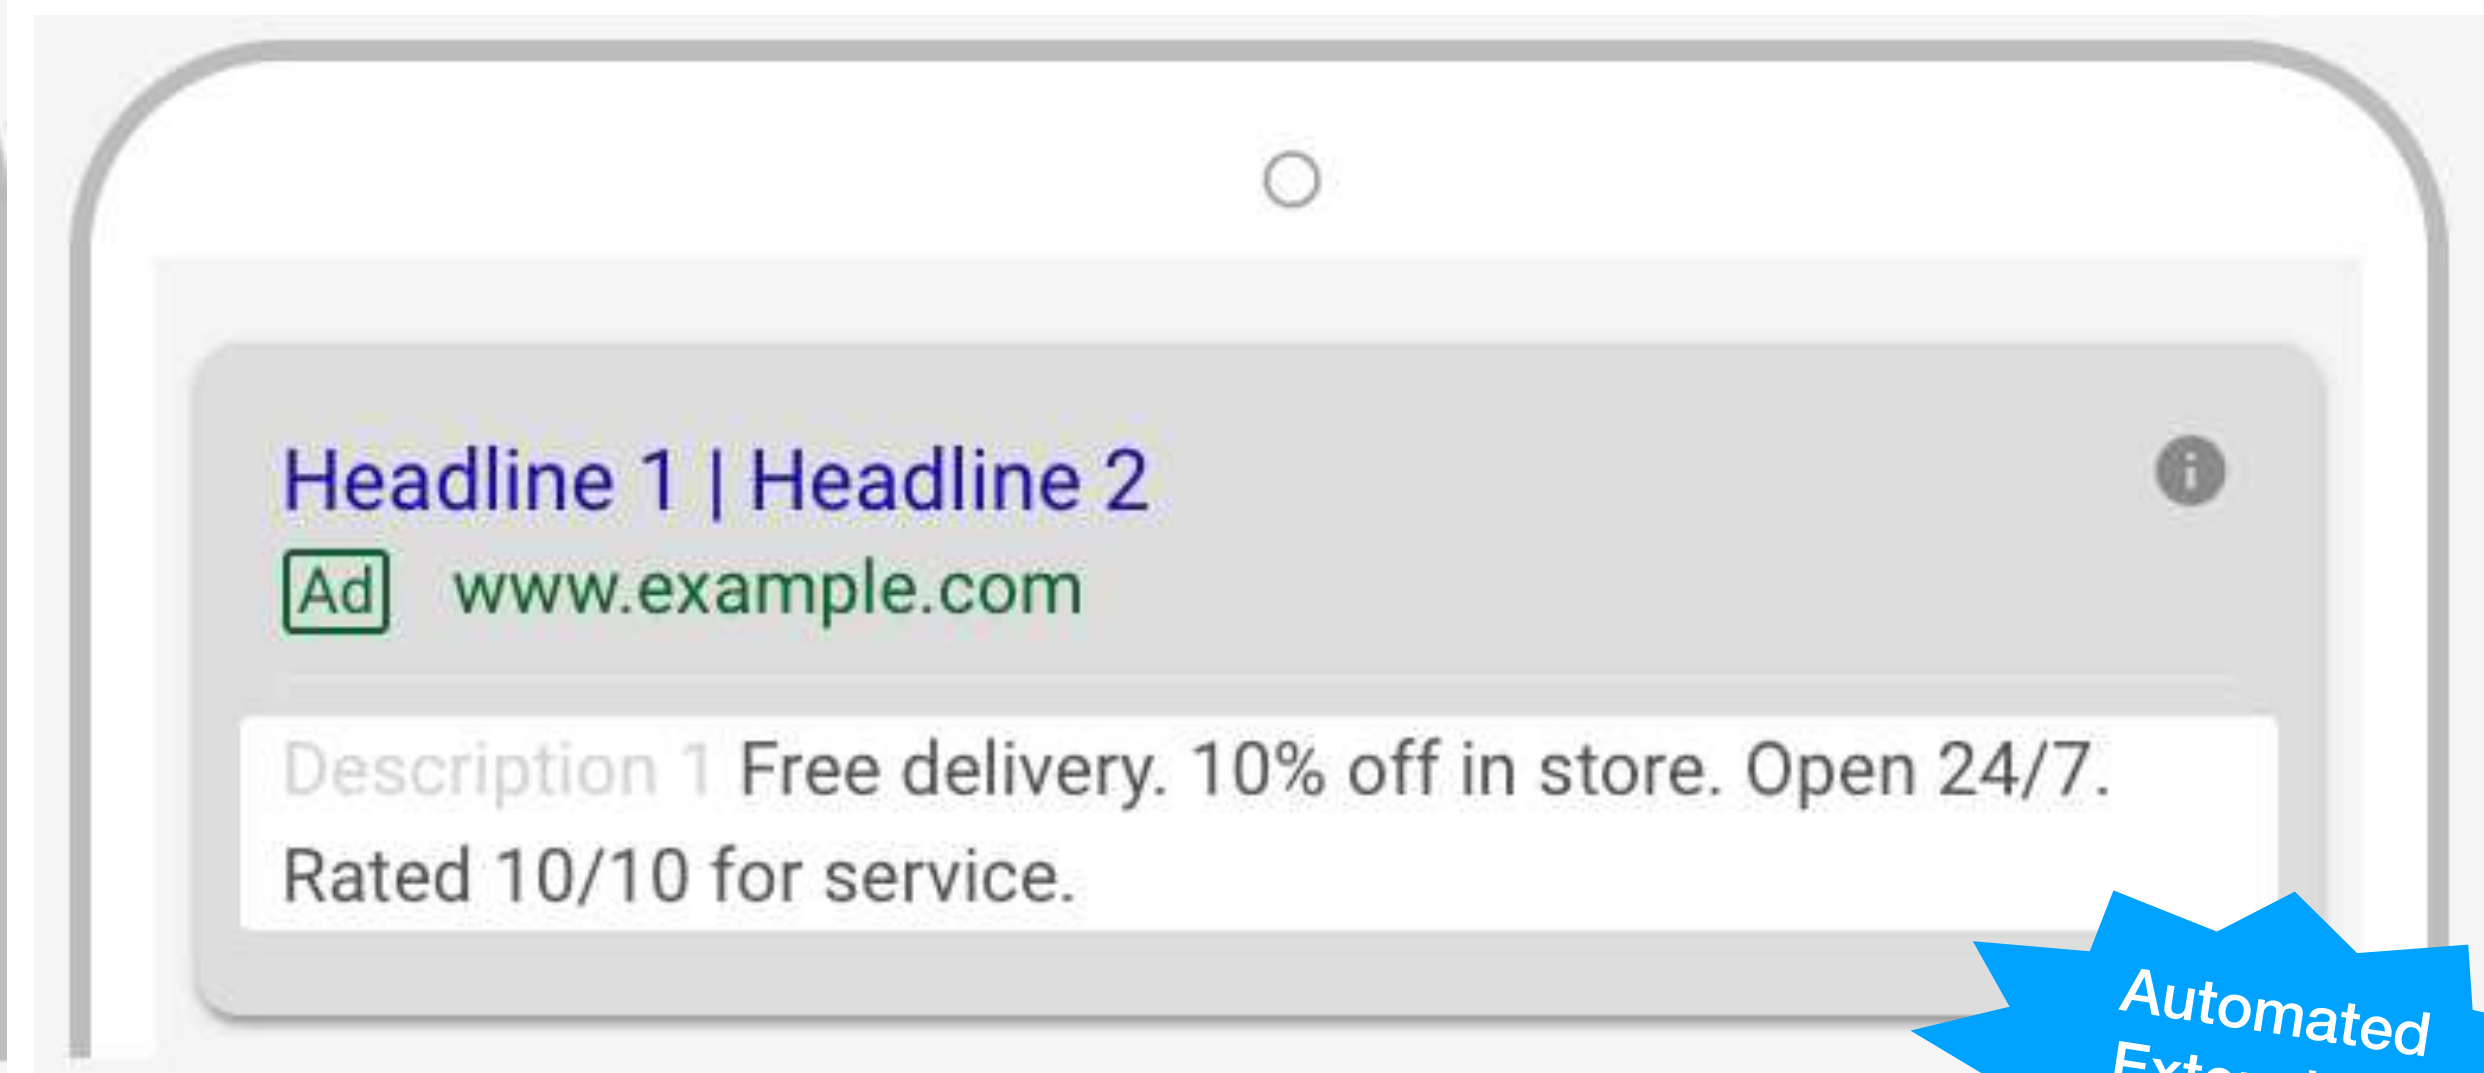 Headline 1 | Headline 2
Ad www.example.com
Description 1 Free delivery. 10% off in store. Open 24/7.
Rated 10/10 for service.
Automated